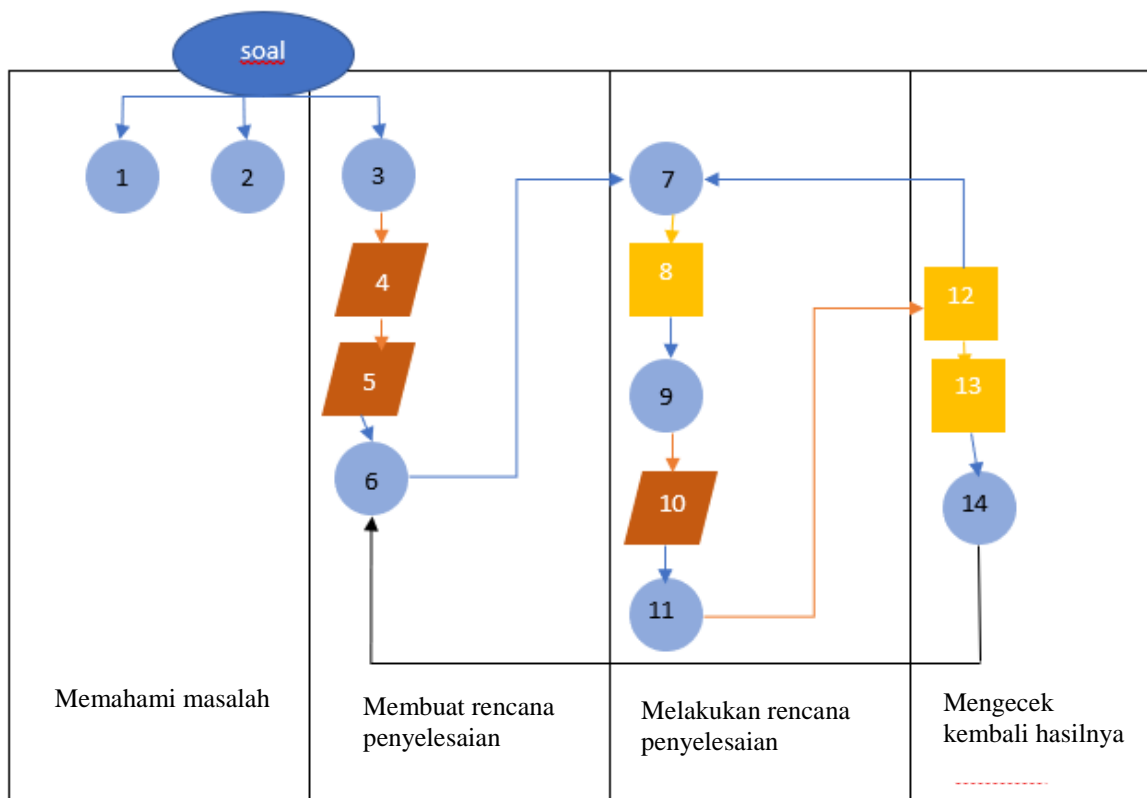 soal
1
2
3
4
5
6
7
8
9
10
11
12
13
14
Memahami masalah
Membuat rencana
penyelesaian
Melakukan rencana
penyelesaian
Mengecek
kembali hasilnya